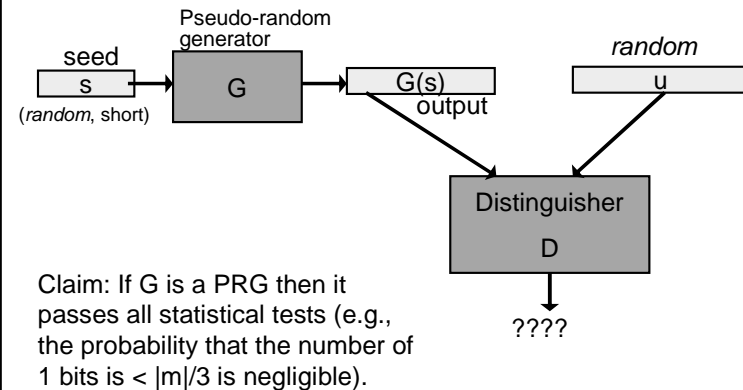 Pseudo-random
generator
seed
s
(random, short)
G
G(s)
output
random
u
Distinguisher
D
????
Claim: If G is a PRG then it
passes all statistical tests (e.g.,
the probability that the number of
1 bits is < |m|/3 is negligible).